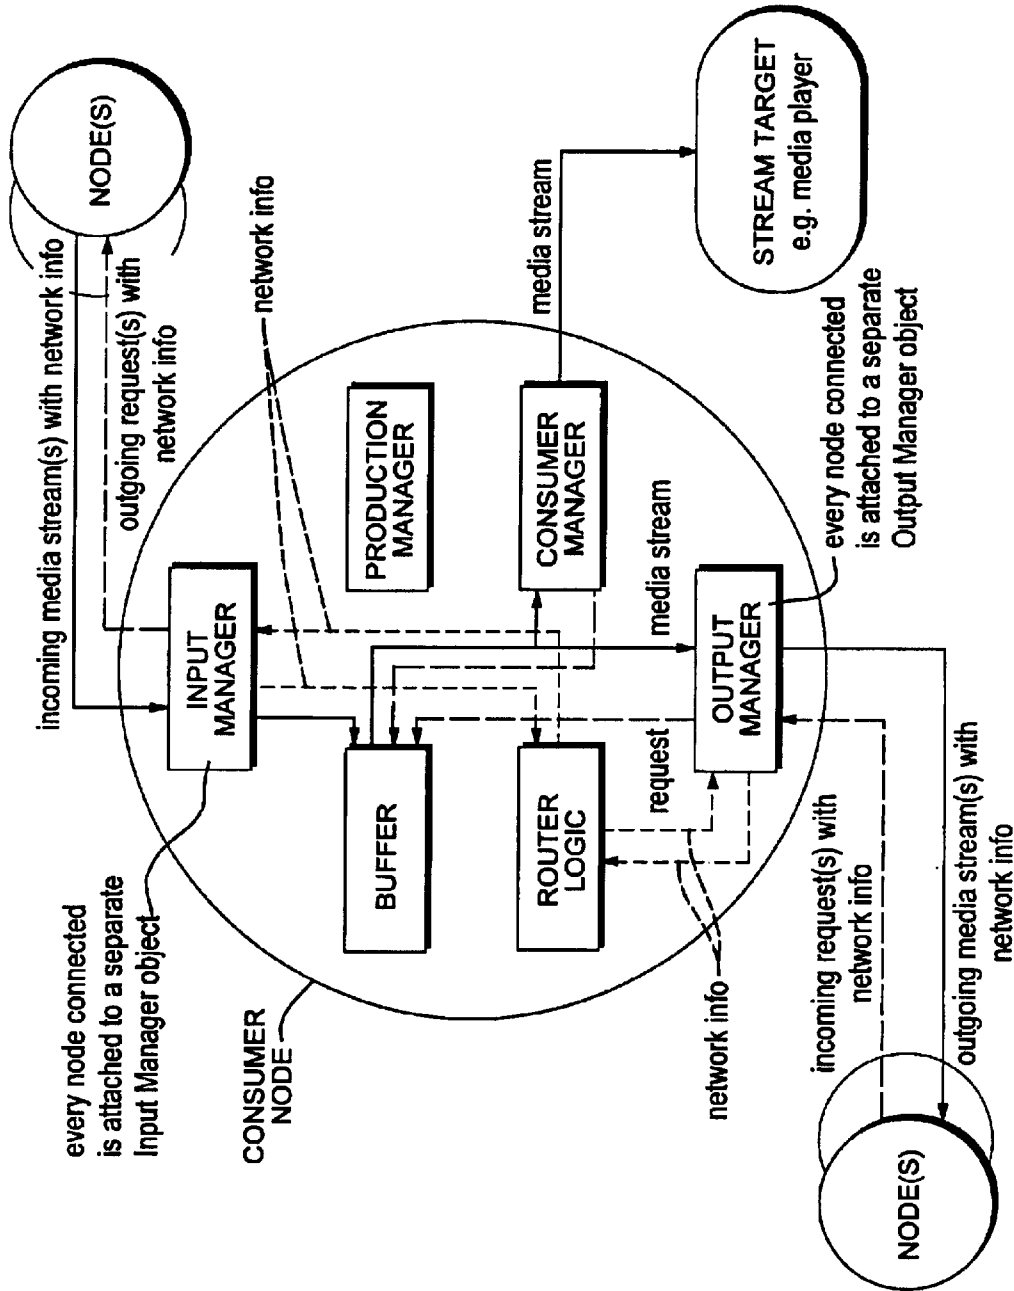 every node connected
is attached to a separate
Input Manager object
CONSUMER
NODE
incoming media stream(s) with network info
outgoing request(s) with
network info
NODE(S)
network info
INPUT
MANAGER
BUFFER
PRODUCTION
MANAGER
ROUTER
LOGIC
CONSUMER
MANAGER
media stream
STREAM TARGET
e.g. media player
media stream
request
OUTPUT
MANAGER
network info
every node connected
is attached to a separate
Output Manager object
incoming request(s) with
network info
outgoing media stream(s) with
network info
NODE(S)